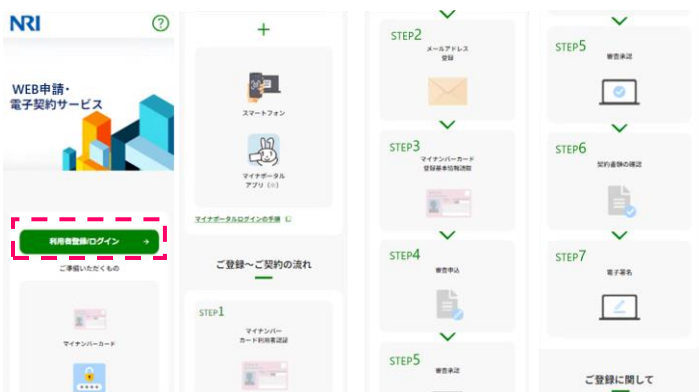 NRI
?
WEB申請・
電子契約サービス
利用者登録/ログイン →
ご準備いただくもの
マイナンバーカード
+
スマートフォン
マイナポータル
アプリ（※）
マイナポータルログインの手順
ご登録～ご契約の流れ
STEP1
マイナンバー
カード利用者認証
STEP2
メールアドレス
登録
STEP3
マイナンバーカード
登録基本情報読取
STEP4
審査申込
STEP5
審査承認
STEP5
審査承認
STEP6
契約書類の確認
STEP7
電子署名
ご登録に関して